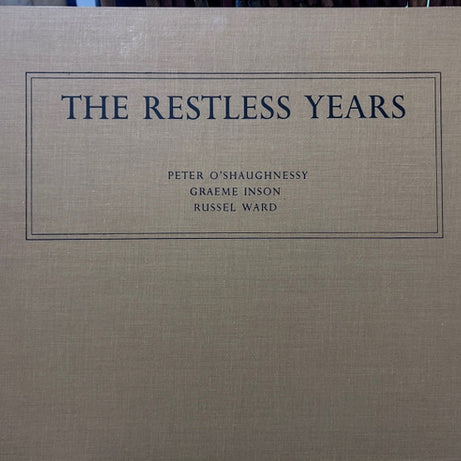 THE RESTLESS YEARS
PETER O'SHAUGHNESSY
GRAEME INSON
RUSSEL WARD